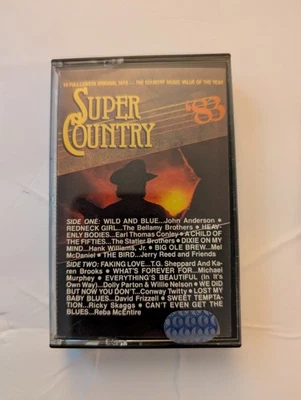 14 FULL-LENGTH ORIGINAL HITS — THE COUNTRY MUSIC VALUE OF THE YEAR
SUPER
COUNTRY
'83
SIDE ONE: WILD AND BLUE...John Anderson •
REDNECK GIRL...The Bellamy Brothers • HEAV-
ENLY BODIES...Earl Thomas Conley • A CHILD OF
THE FIFTIES...The Statler Brothers • DIXIE ON MY
MIND...Hank Williams, Jr. • BIG OLE BREW...Mel
McDaniel • THE BIRD...Jerry Reed and Friends
SIDE TWO: FAKING LOVE...T.G. Sheppard And Ka-
ren Brooks • WHAT'S FOREVER FOR...Michael
Murphey • EVERYTHING'S BEAUTIFUL (In It's
Own Way)...Dolly Parton & Willie Nelson • WE DID
BUT NOW YOU DON'T...Conway Twitty • LOST MY
BABY BLUES...David Frizzell • SWEET TEMPTA-
TION...Ricky Skaggs • CAN'T EVEN GET THE
BLUES...Reba McEntire